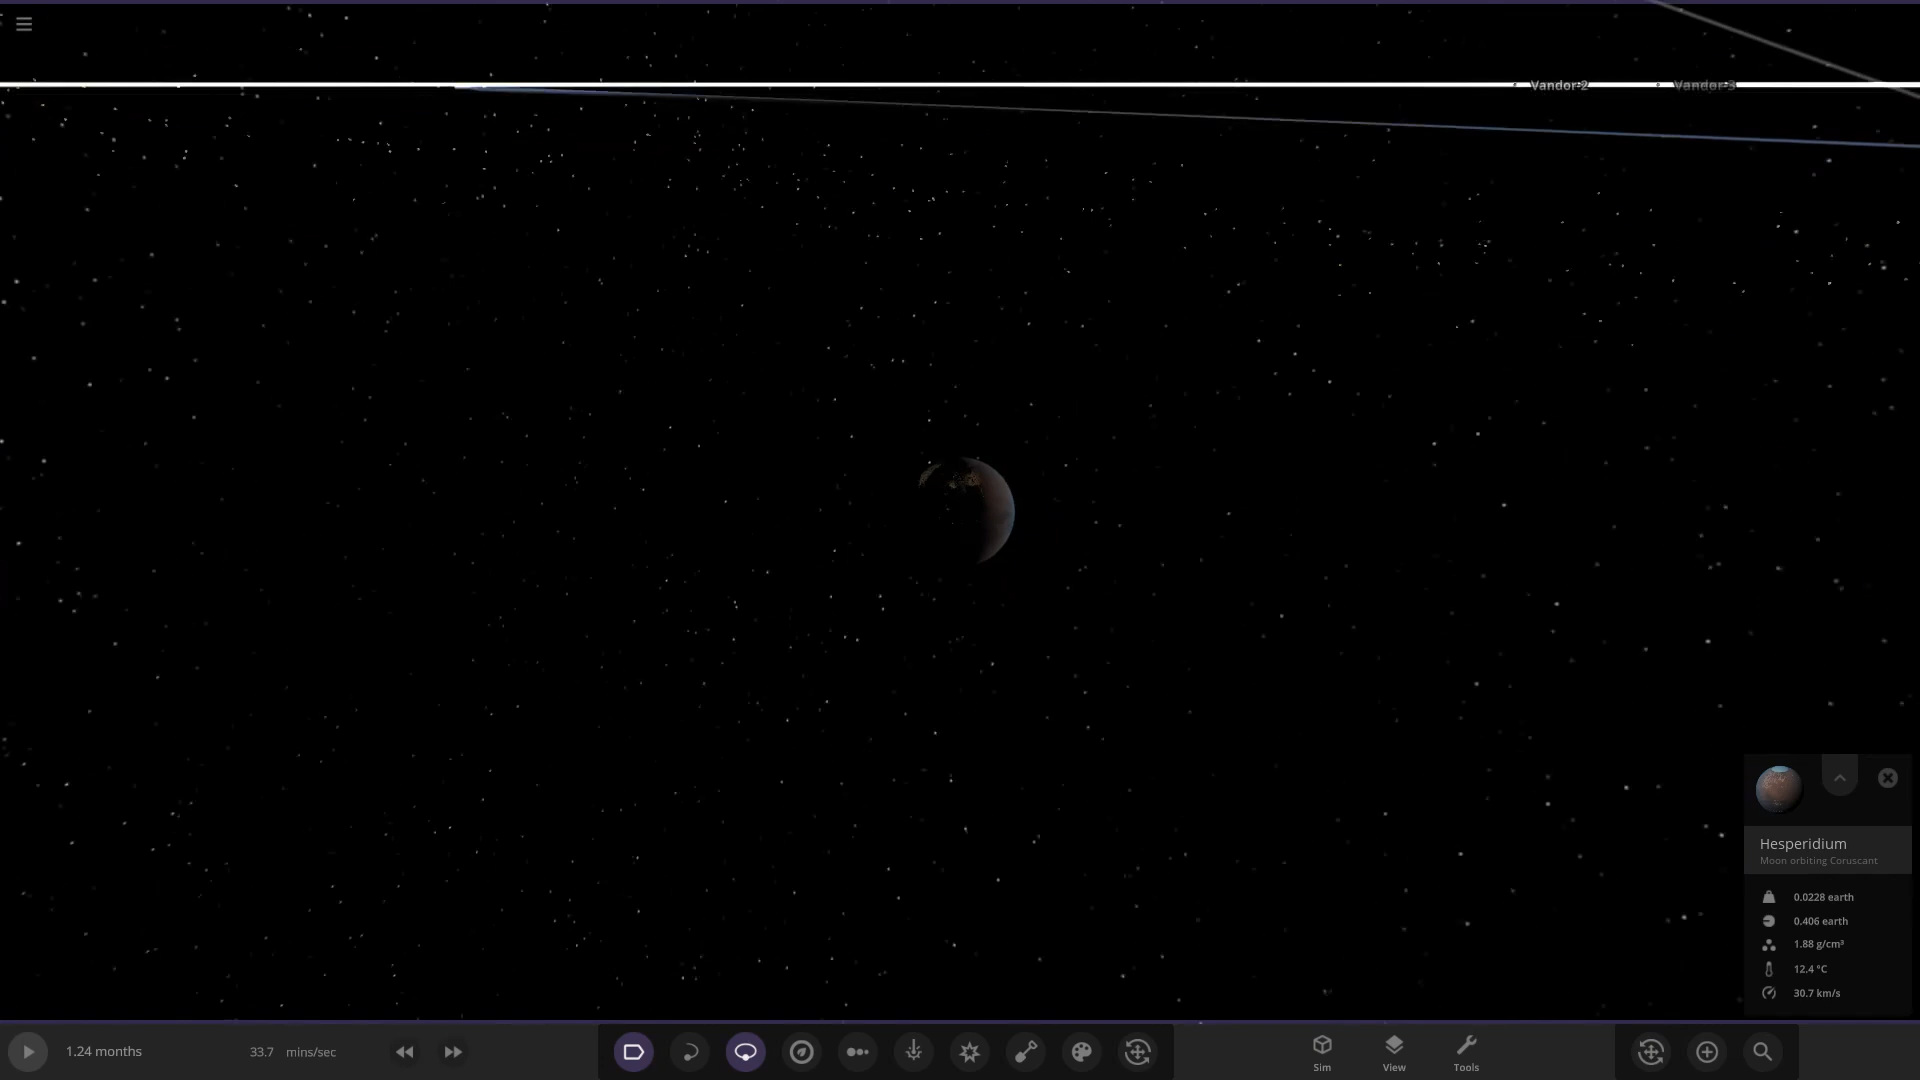 Vandor-2
Vandor-3
Hesperidium
Moon orbiting Coruscant
0.0228 earth
0.406 earth
1.88 g/cm³
12.4 °C
30.7 km/s
1.24 months
33.7 mins/sec
Sim
View
Tools